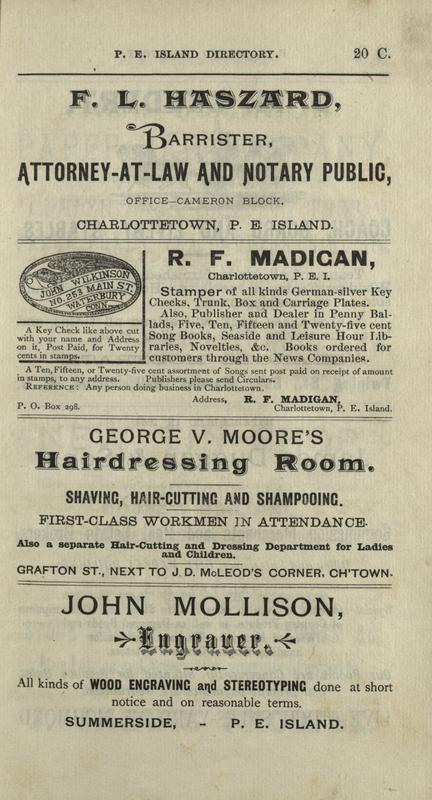 P. E. ISLAND DIRECTORY. 20 C.
F. L. HASZARD,
BARRISTER,
ATTORNEY-AT-LAW AND NOTARY PUBLIC,
OFFICE—CAMERON BLOCK.
CHARLOTTETOWN, P. E. ISLAND.
JOHN WILKINSON
NO. 253 MAIN ST.
WATERBURY
CONN.
A Key Check like above cut
with your name and Address
on it, Post Paid, for Twenty
cents in stamps.
R. F. MADIGAN,
Charlottetown, P. E. I.
Stamper of all kinds German-silver Key
Checks, Trunk, Box and Carriage Plates.
Also, Publisher and Dealer in Penny Bal-
lads, Five, Ten, Fifteen and Twenty-five cent
Song Books, Seaside and Leisure Hour Lib-
raries, Novelties, &c. Books ordered for
customers through the News Companies.
A Ten, Fifteen, or Twenty-five cent assortment of Songs sent post paid on receipt of amount
in stamps, to any address. Publishers please send Circulars.
REFERENCE: Any person doing business in Charlottetown.
Address, R. F. MADIGAN,
P. O. Box 298. Charlottetown, P. E. Island.
GEORGE V. MOORE'S
Hairdressing Room.
SHAVING, HAIR-CUTTING AND SHAMPOOING.
FIRST-CLASS WORKMEN IN ATTENDANCE.
Also a separate Hair-Cutting and Dressing Department for Ladies
and Children.
GRAFTON ST., NEXT TO J. D. McLEOD'S CORNER, CH'TOWN.
JOHN MOLLISON,
Engraver.
All kinds of WOOD ENGRAVING and STEREOTYPING done at short
notice and on reasonable terms.
SUMMERSIDE, - P. E. ISLAND.